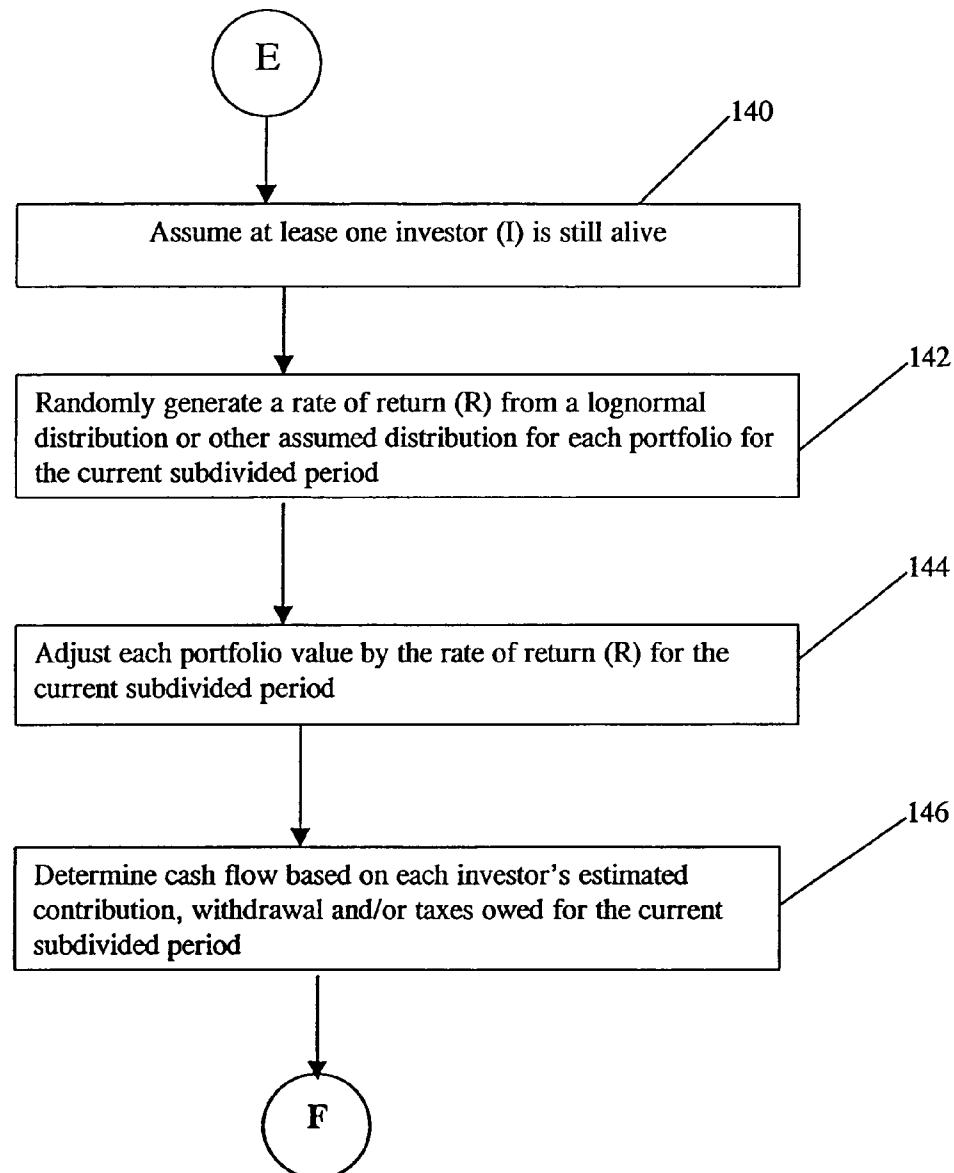 E
140
Assume at lease one investor (I) is still alive
142
Randomly generate a rate of return (R) from a lognormal
distribution or other assumed distribution for each portfolio for
the current subdivided period
144
Adjust each portfolio value by the rate of return (R) for the
current subdivided period
146
Determine cash flow based on each investor's estimated
contribution, withdrawal and/or taxes owed for the current
subdivided period
F